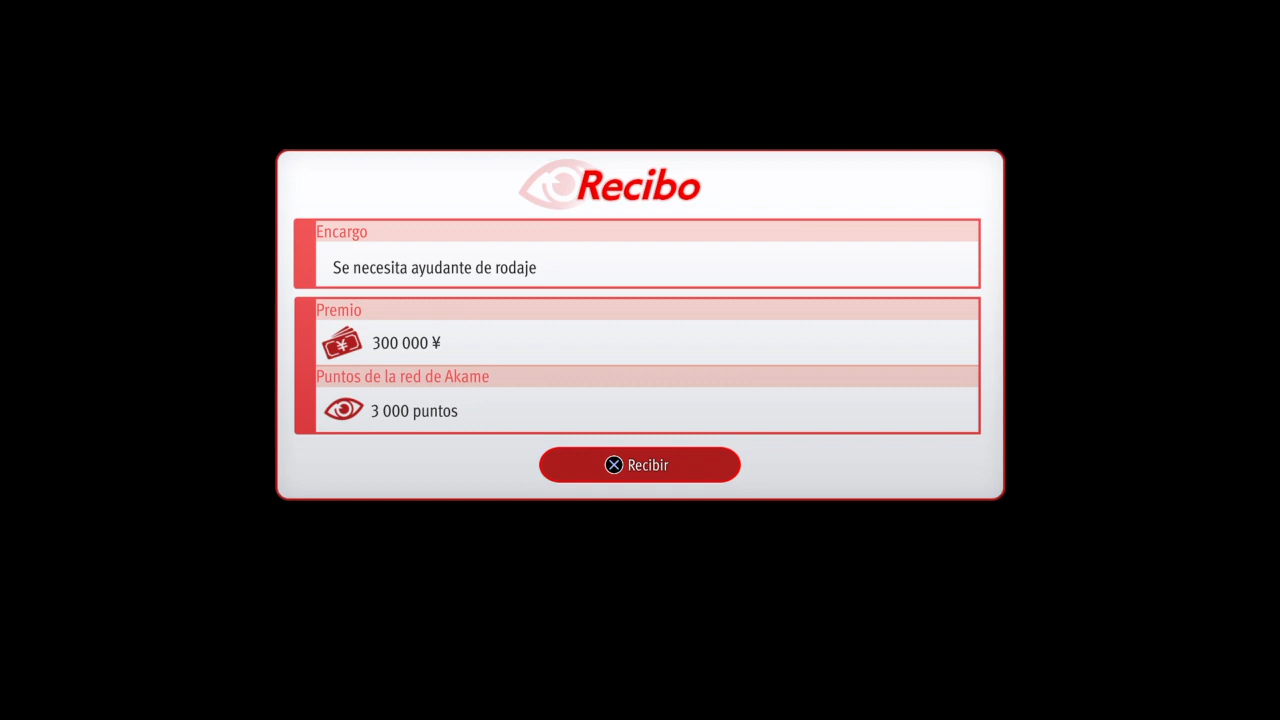 Recibo
Encargo
Se necesita ayudante de rodaje
Premio
300 000 ¥
Puntos de la red de Akame
3 000 puntos
Recibir